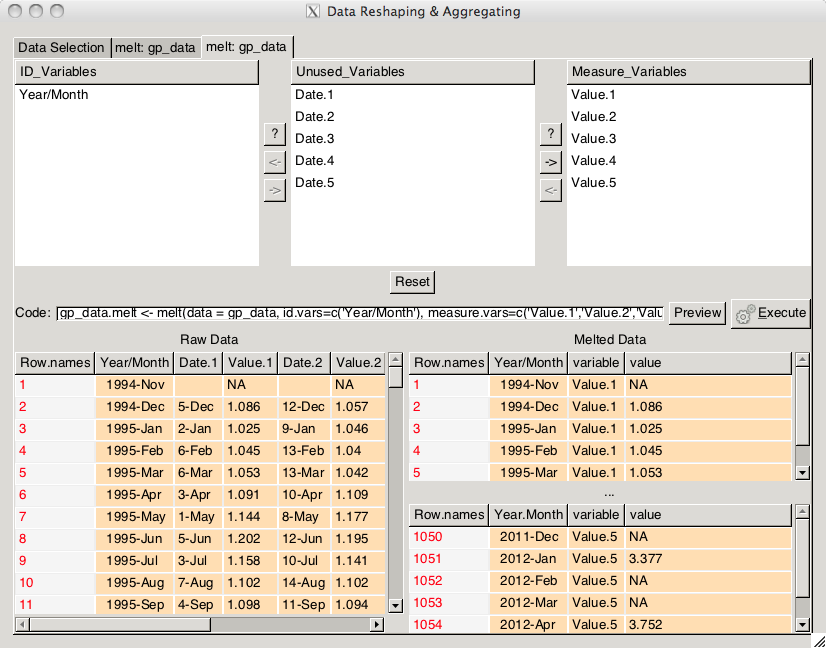 Data Reshaping & Aggregating
Data Selection melt: gp_data melt: gp_data
ID_Variables Unused_Variables Measure_Variables
Year/Month Date.1 Value.1
Date.2 Value.2
? Date.3 ? Value.3
<- Date.4 -> Value.4
-> Date.5 <- Value.5
Reset
Code: gp_data.melt <- melt(data = gp_data, id.vars=c('Year/Month'), measure.vars=c('Value.1','Value.2','Valu Preview Execute
Raw Data Melted Data
Row.names Year/Month Date.1 Value.1 Date.2 Value.2 Row.names Year/Month variable value
1 1994-Nov NA NA 1 1994-Nov Value.1 NA
2 1994-Dec 5-Dec 1.086 12-Dec 1.057 2 1994-Dec Value.1 1.086
3 1995-Jan 2-Jan 1.025 9-Jan 1.046 3 1995-Jan Value.1 1.025
4 1995-Feb 6-Feb 1.045 13-Feb 1.04 4 1995-Feb Value.1 1.045
5 1995-Mar 6-Mar 1.053 13-Mar 1.042 5 1995-Mar Value.1 1.053
6 1995-Apr 3-Apr 1.091 10-Apr 1.109 ...
7 1995-May 1-May 1.144 8-May 1.177 Row.names Year.Month variable value
8 1995-Jun 5-Jun 1.202 12-Jun 1.195 1050 2011-Dec Value.5 NA
9 1995-Jul 3-Jul 1.158 10-Jul 1.141 1051 2012-Jan Value.5 3.377
10 1995-Aug 7-Aug 1.102 14-Aug 1.102 1052 2012-Feb Value.5 NA
11 1995-Sep 4-Sep 1.098 11-Sep 1.094 1053 2012-Mar Value.5 NA
1054 2012-Apr Value.5 3.752